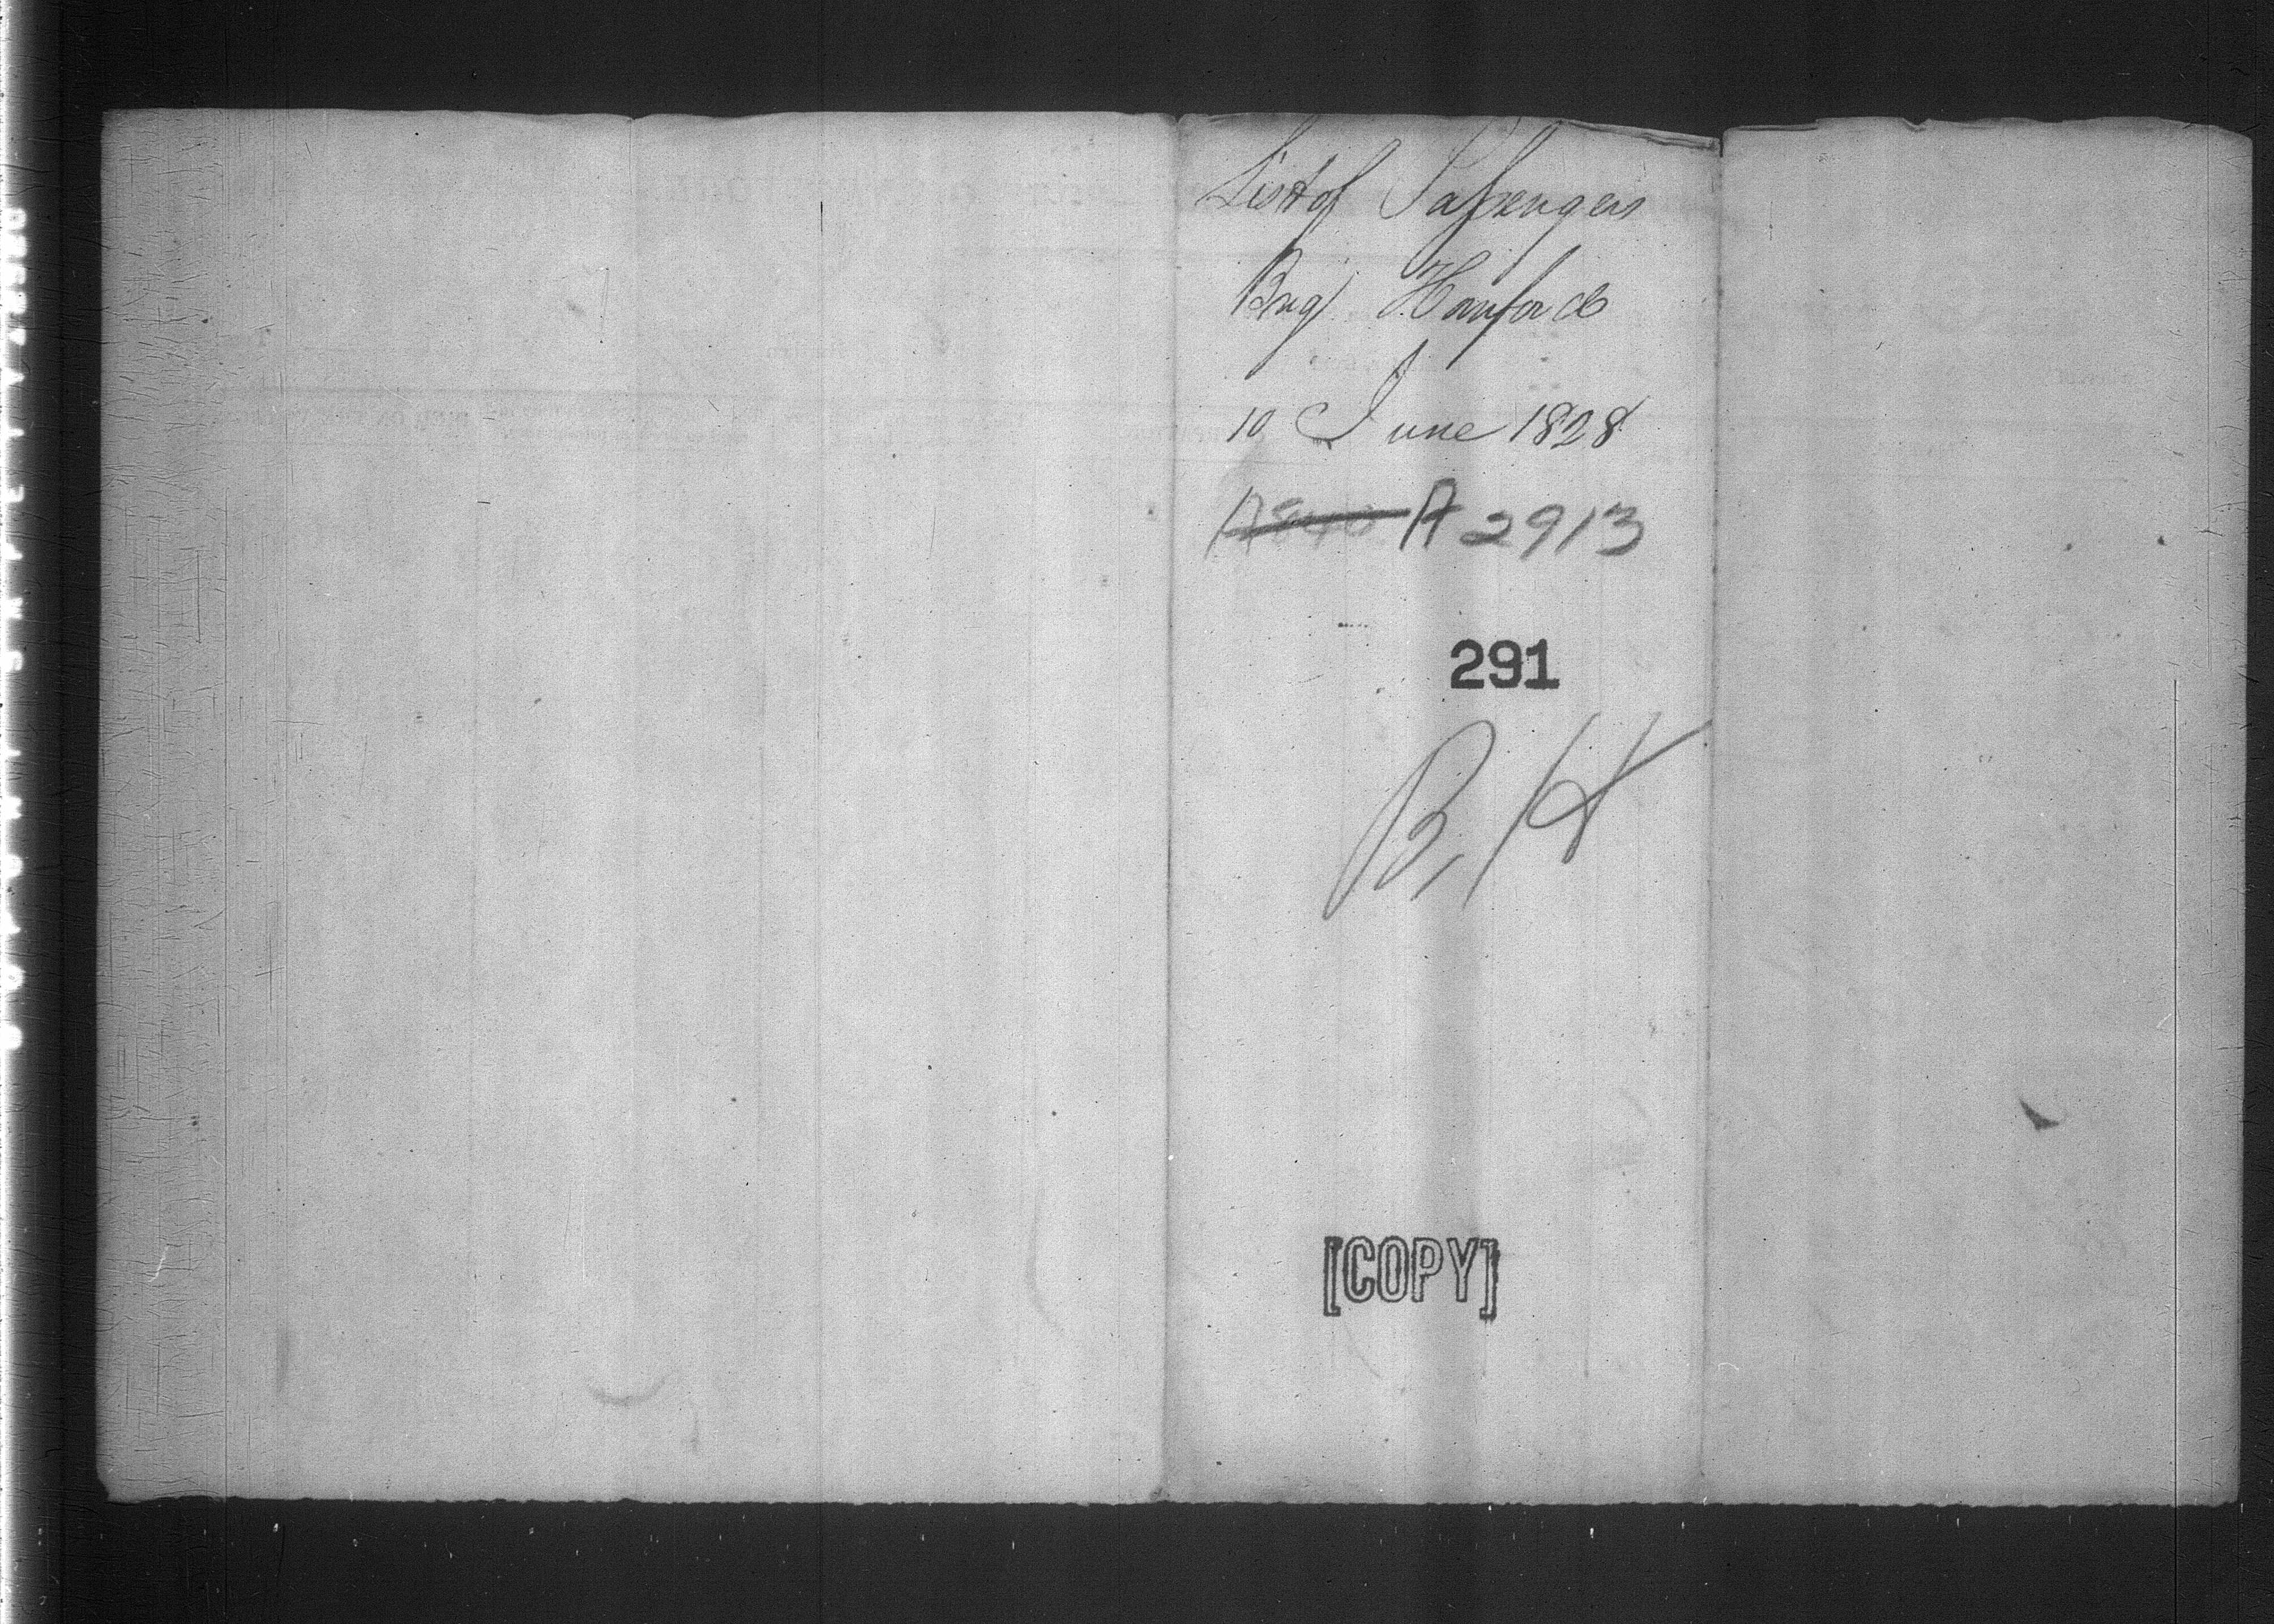 List of Passengers
Brig Hanford
10 June 1828
A 2913
291
B. H
[COPY]